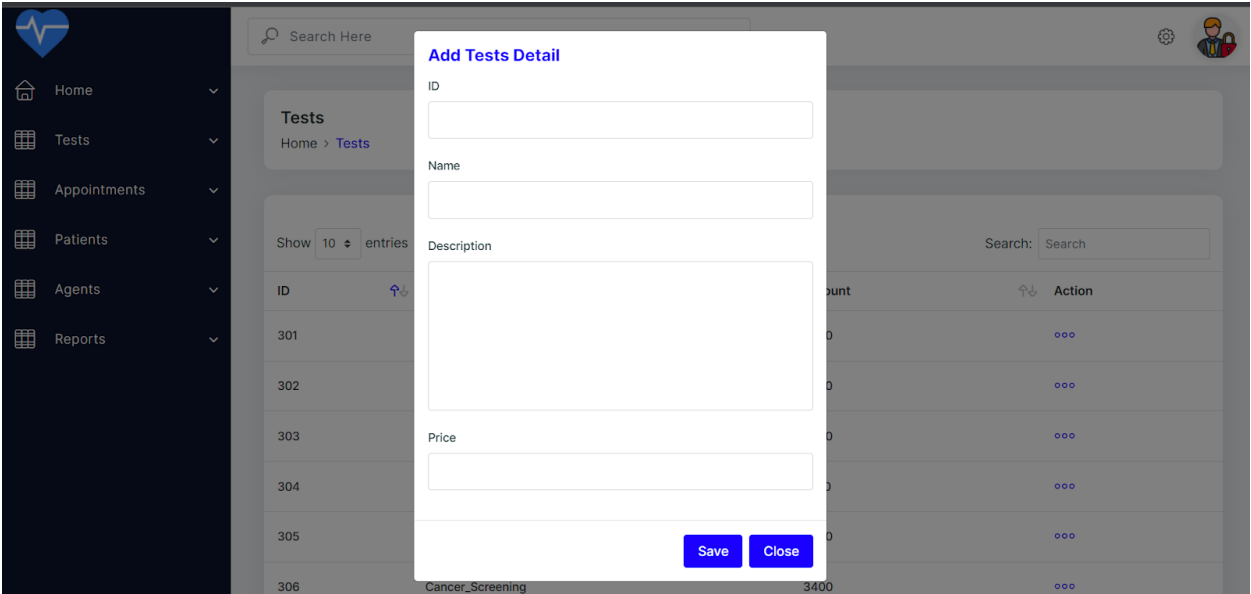 Search Here
Home
Tests
Appointments
Patients
Agents
Reports
Tests
Home > Tests
Show 10 entries
Search: Search
ID
Action
301
302
303
304
305
306 Cancer_Screening 3400
Add Tests Detail
ID
Name
Description
Price
Save Close